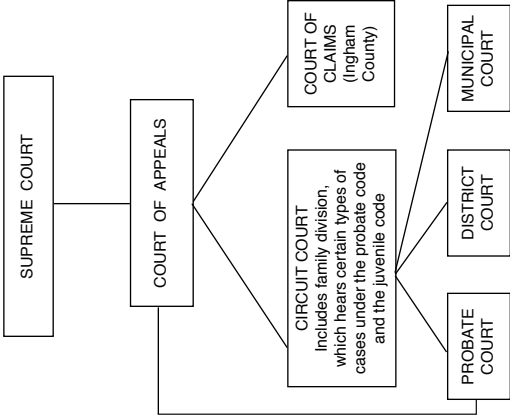 SUPREME COURT
COURT OF APPEALS
CIRCUIT COURT
Includes family division,
which hears certain types of
cases under the probate code
and the juvenile code
COURT OF
CLAIMS
(Ingham
County)
PROBATE
COURT
DISTRICT
COURT
MUNICIPAL
COURT